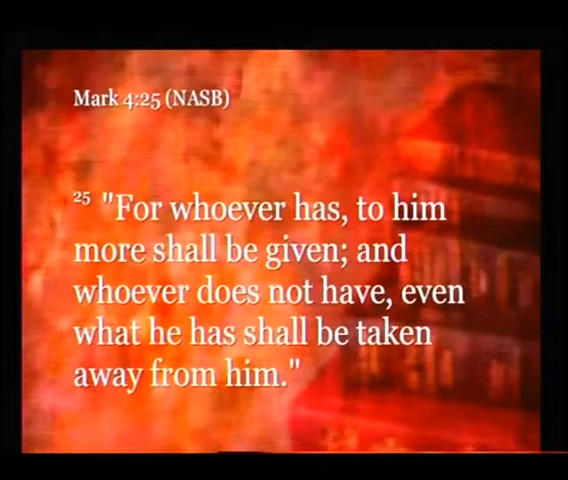 Mark 4:25 (NASB)
25 "For whoever has, to him
more shall be given; and
whoever does not have, even
what he has shall be taken
away from him."